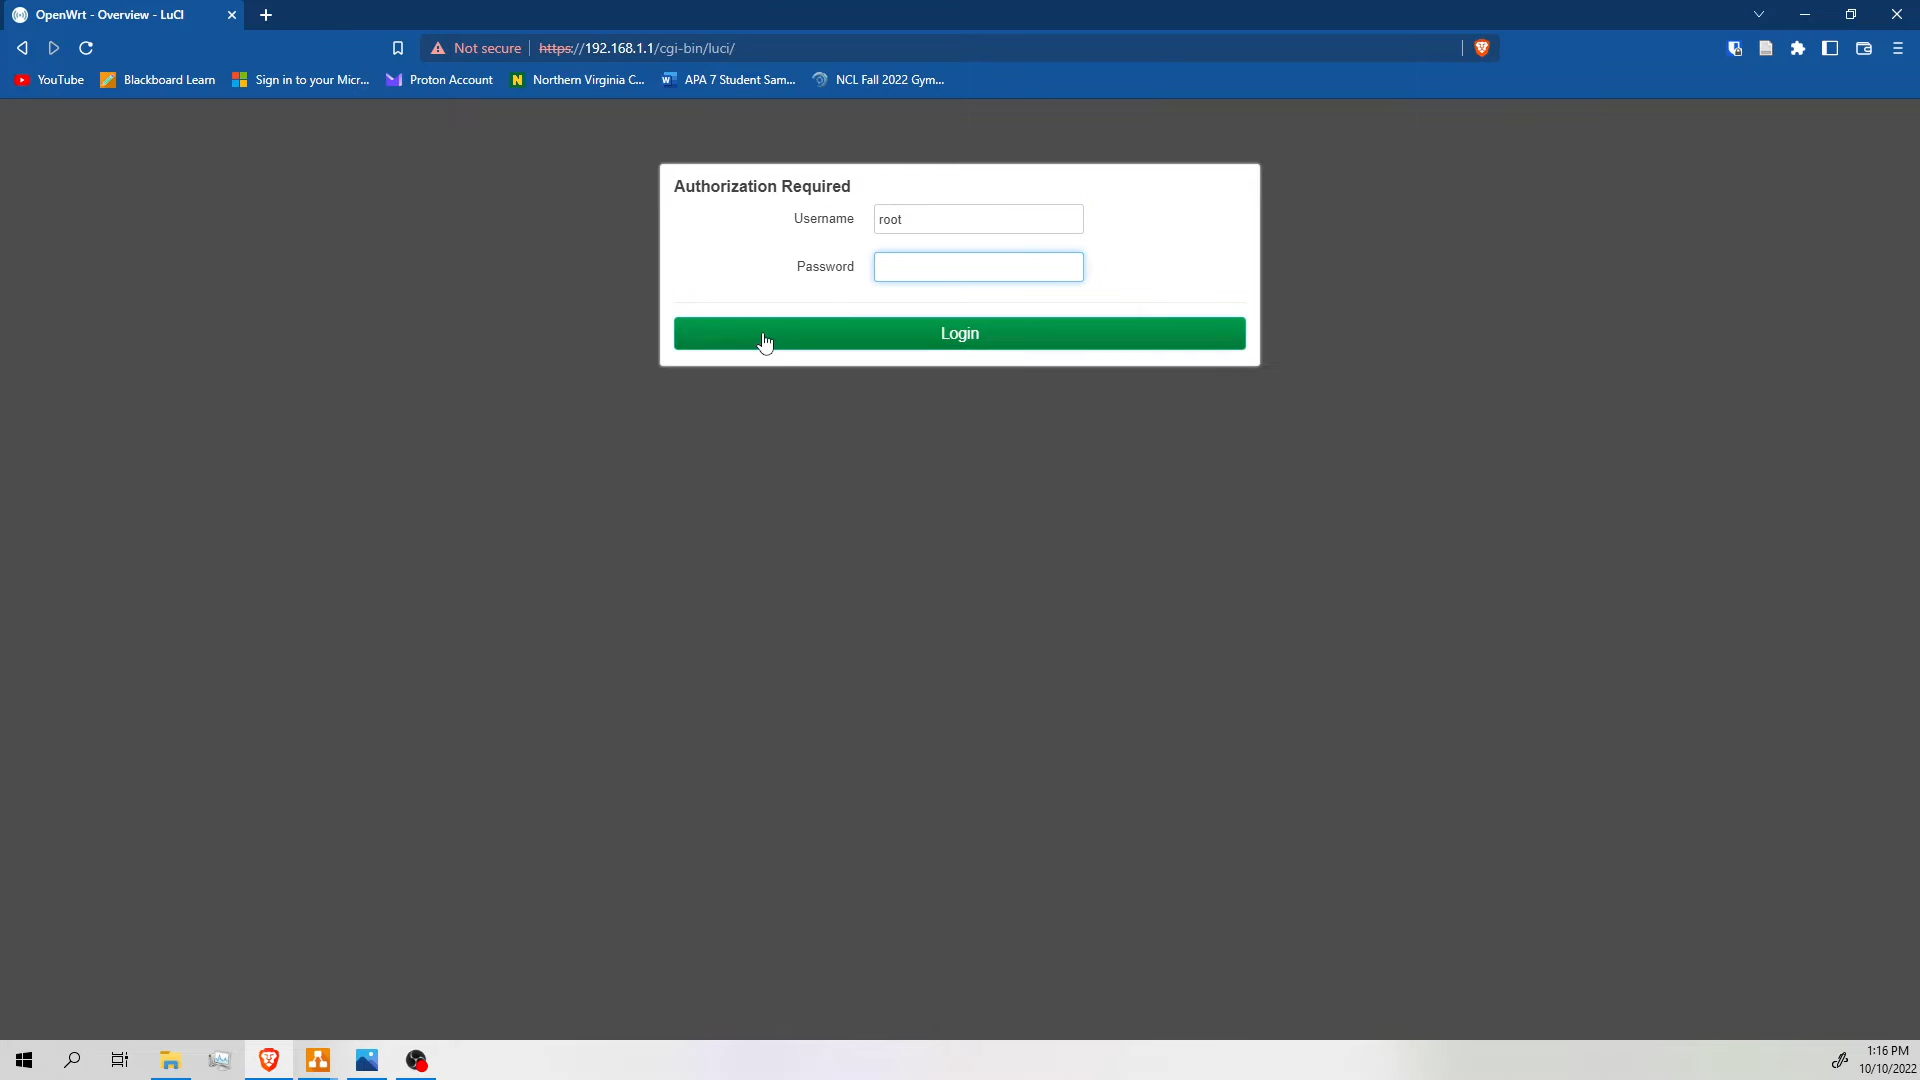 OpenWrt - Overview - LuCI
Not secure
https://192.168.1.1/cgi-bin/luci/
YouTube
Blackboard Learn
Sign in to your Micr...
Proton Account
N
Northern Virginia C...
APA 7 Student Sam...
NCL Fall 2022 Gym...
Authorization Required
Username
root
Password
Login
1:16 PM
10/10/2022